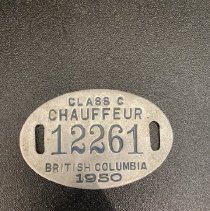 CLASS C
CHAUFFEUR
12261
BRITISH COLUMBIA
1950